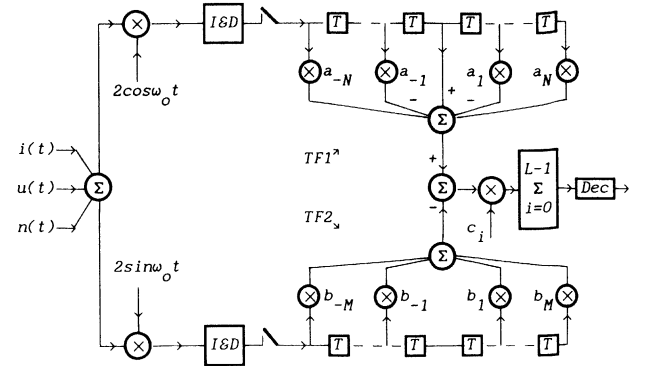 I&D T T T T
a₋N a₋₁ a₁ aN
2cosω₀t
- + -
Σ
i(t)
u(t)
n(t)
Σ
TF1
+
Σ
-
TF2
cᵢ
L-1
Σ
i=0
Dec
2sinω₀t
Σ
b₋M b₋₁ b₁ bM
I&D T T T T